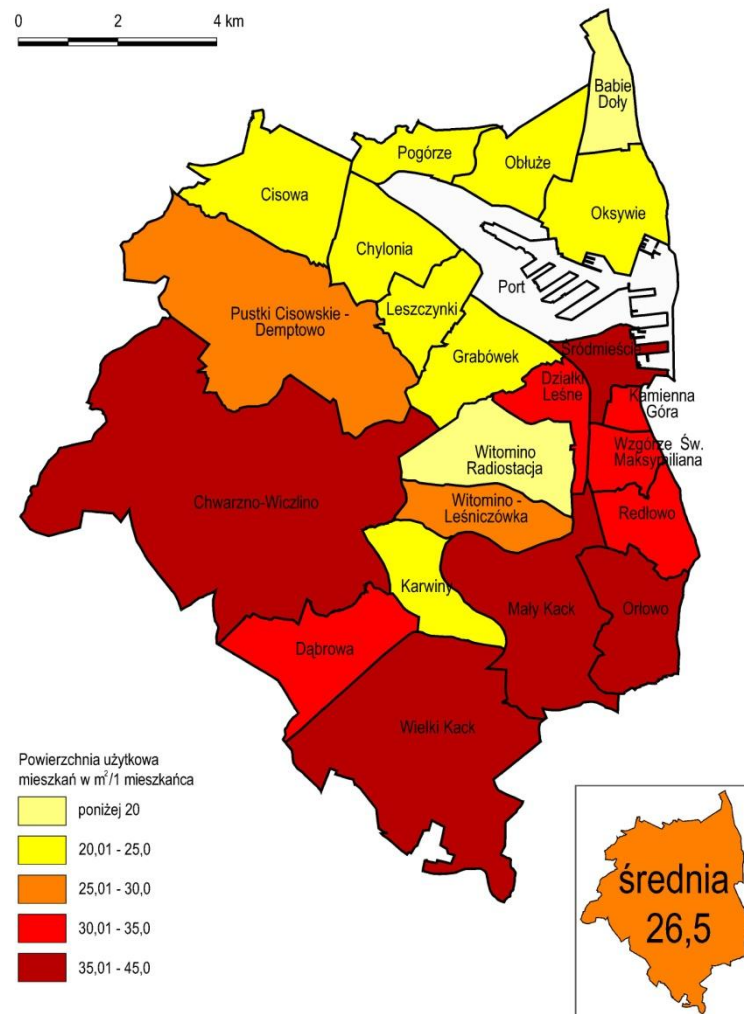 0 2 4 km
Babie
Doły
Pogórze
Obłuże
Cisowa
Oksywie
Chylonia
Port
Leszczynki
Pustki Cisowskie -
Demptowo
Grabówek
Śródmieście
Działki
Leśne
Kamienna
Góra
Witomino
Radiostacja
Wzgórze Św.
Maksymiliana
Chwarzno-Wiczlino
Witomino -
Leśniczówka
Redłowo
Karwiny
Mały Kack
Orłowo
Dąbrowa
Wielki Kack
Powierzchnia użytkowa
mieszkań w m²/1 mieszkańca
poniżej 20
20,01 - 25,0
25,01 - 30,0
30,01 - 35,0
35,01 - 45,0
średnia
26,5